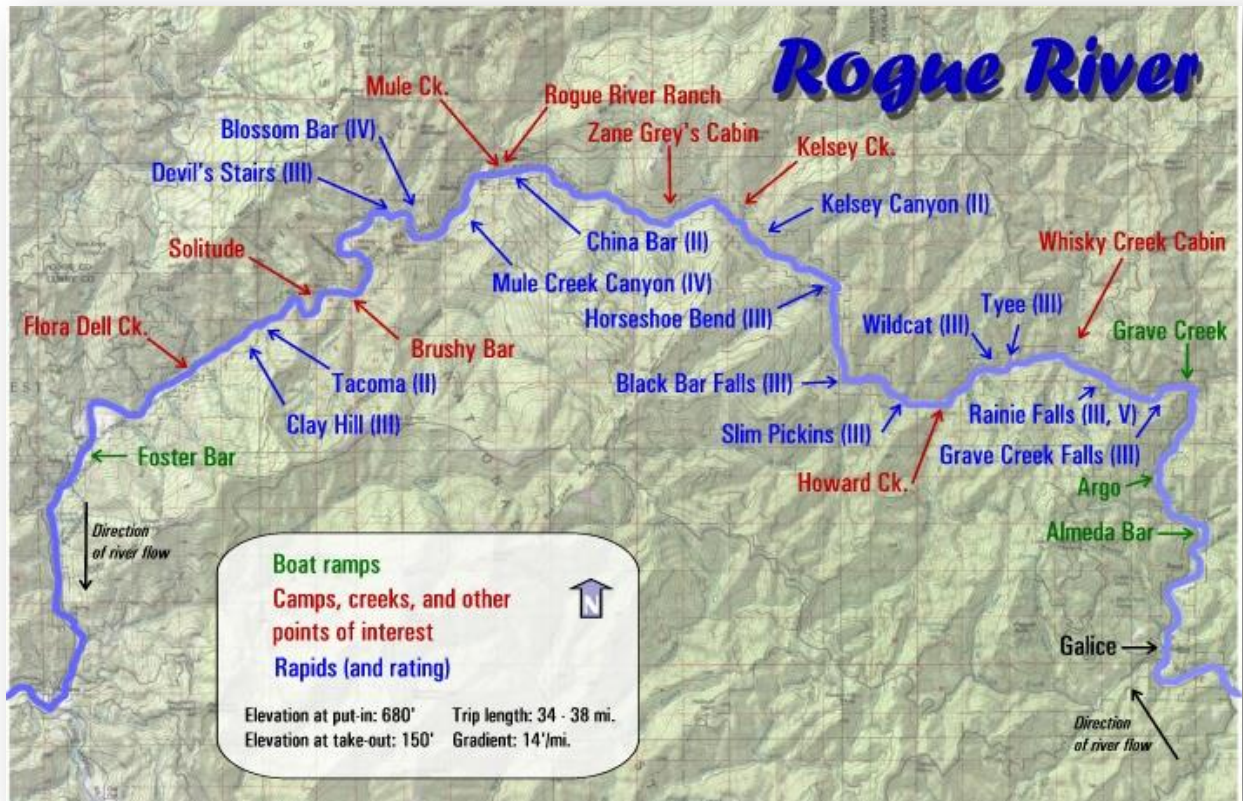 Rogue River
Mule Ck.
Rogue River Ranch
Blossom Bar (IV)
Zane Grey's Cabin
Kelsey Ck.
Devil's Stairs (III)
Kelsey Canyon (II)
Solitude
China Bar (II)
Whisky Creek Cabin
Mule Creek Canyon (IV)
Horseshoe Bend (III)
Tyee (III)
Wildcat (III)
Flora Dell Ck.
Brushy Bar
Grave Creek
Tacoma (II)
Black Bar Falls (III)
Clay Hill (III)
Slim Pickins (III)
Rainie Falls (III, V)
Foster Bar
Grave Creek Falls (III)
Howard Ck.
Argo
Direction
of river flow
Almeda Bar
Boat ramps
Camps, creeks, and other
points of interest
N
Rapids (and rating)
Galice
Elevation at put-in: 680' Trip length: 34 - 38 mi.
Elevation at take-out: 150' Gradient: 14'/mi.
Direction
of river flow